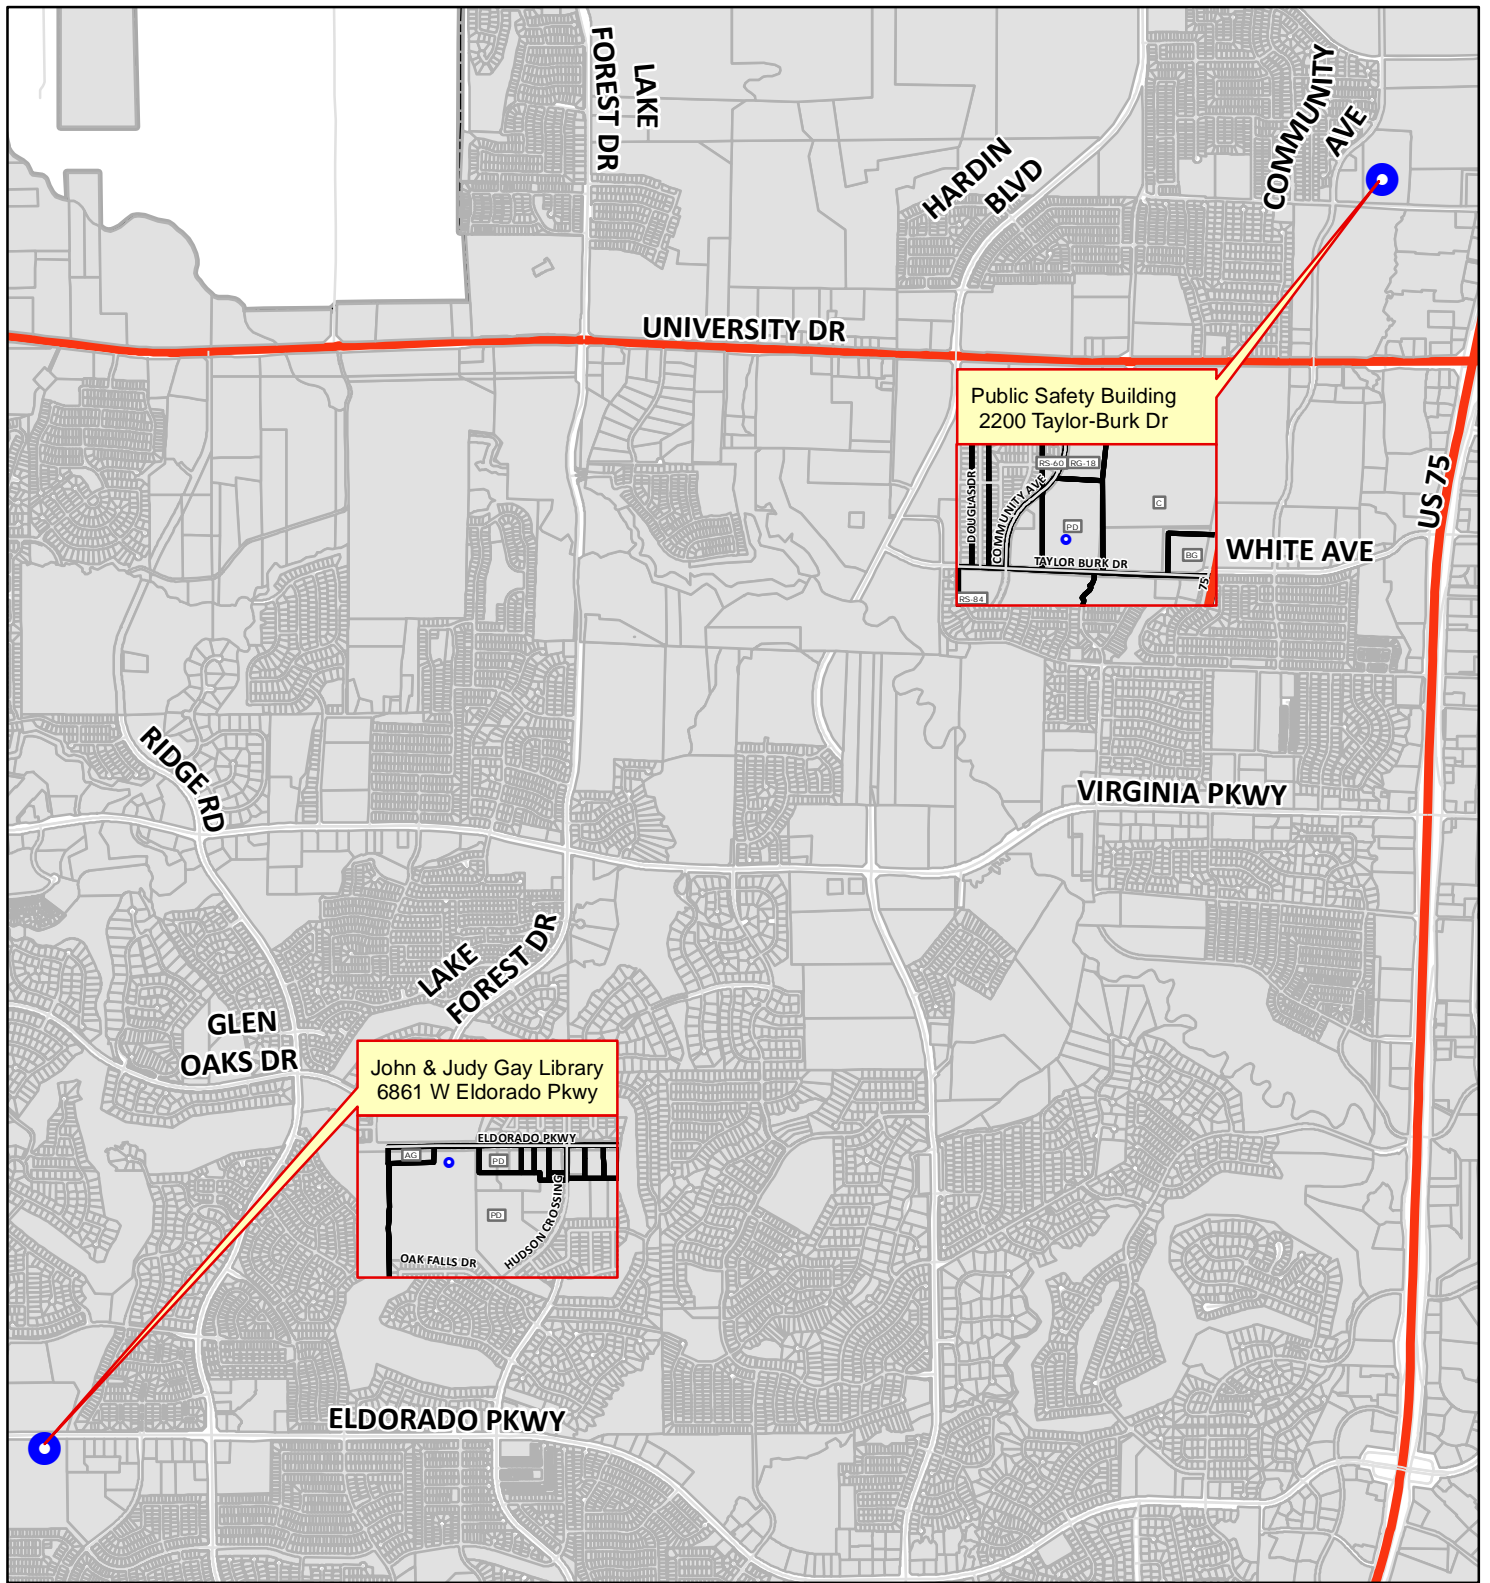 LAKE
FOREST DR
HARDIN
BLVD
COMMUNITY
AVE
UNIVERSITY DR
Public Safety Building
2200 Taylor-Burk Dr
RS-60
RG-18
DOUGLAS DR
COMMUNITY AVE
C
PD
BG
TAYLOR BURK DR
75
RS-84
US 75
WHITE AVE
RIDGE RD
VIRGINIA PKWY
LAKE
FOREST DR
GLEN
OAKS DR
John & Judy Gay Library
6861 W Eldorado Pkwy
ELDORADO PKWY
AG
PD
PD
HUDSON CROSSING
OAK FALLS DR
ELDORADO PKWY